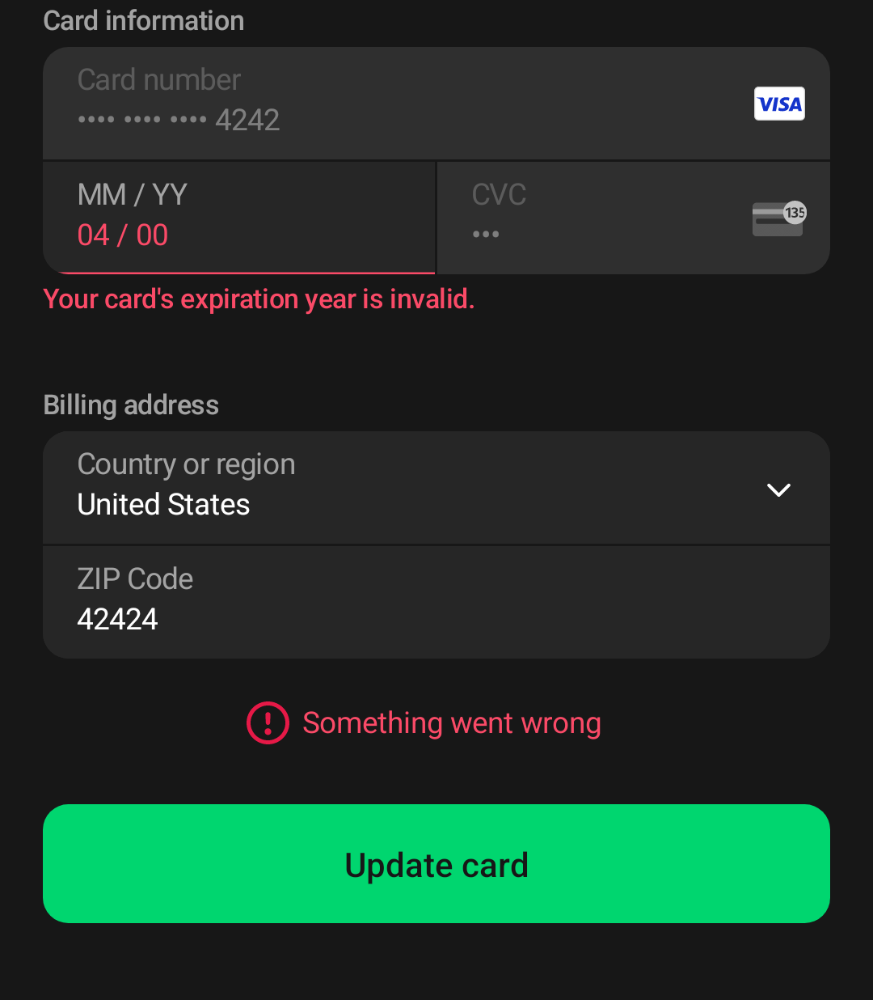 Card information
Card number
•••• •••• •••• 4242
VISA
MM / YY
04 / 00
CVC
•••
135
Your card's expiration year is invalid.
Billing address
Country or region
United States
ZIP Code
42424
Something went wrong
Update card